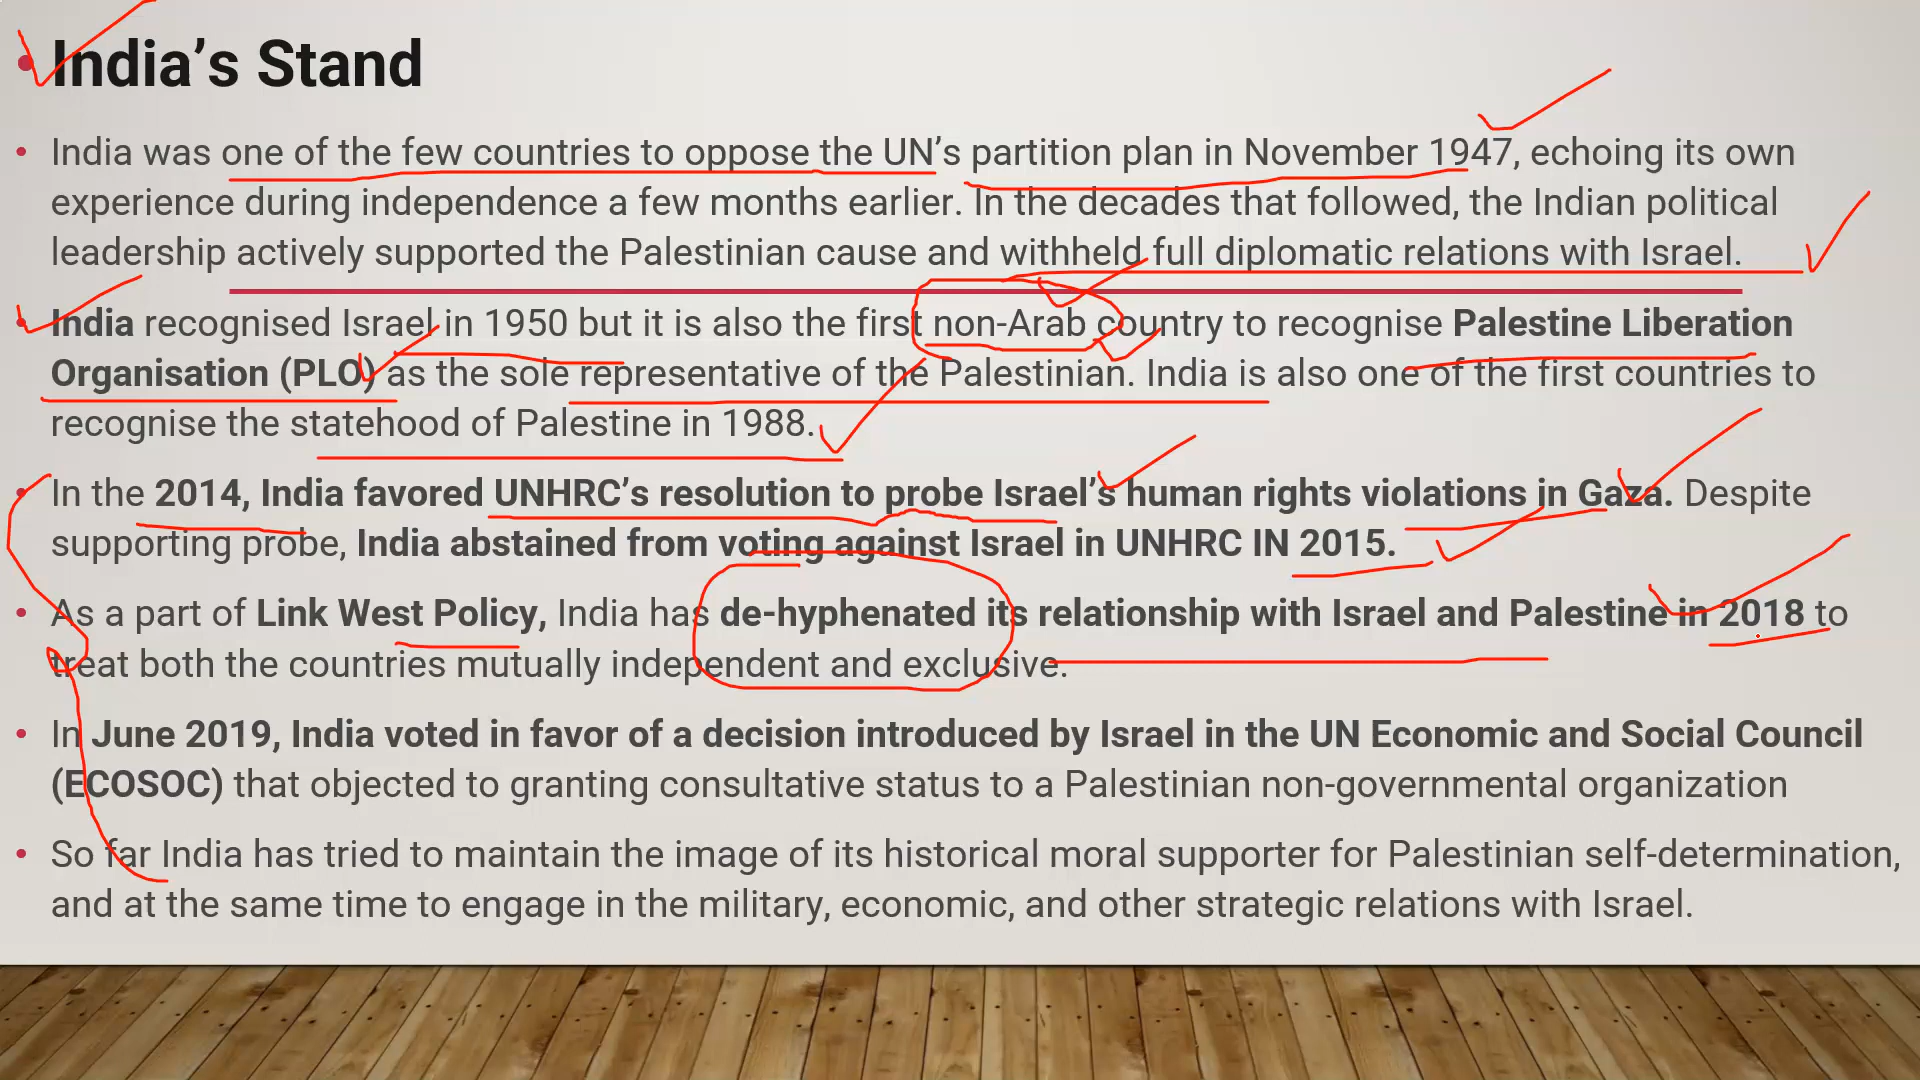 India’s Stand
India was one of the few countries to oppose the UN’s partition plan in November 1947, echoing its own
experience during independence a few months earlier. In the decades that followed, the Indian political
leadership actively supported the Palestinian cause and withheld full diplomatic relations with Israel.
India recognised Israel in 1950 but it is also the first non-Arab country to recognise Palestine Liberation
Organisation (PLO) as the sole representative of the Palestinian. India is also one of the first countries to
recognise the statehood of Palestine in 1988.
In the 2014, India favored UNHRC’s resolution to probe Israel’s human rights violations in Gaza. Despite
supporting probe, India abstained from voting against Israel in UNHRC IN 2015.
As a part of Link West Policy, India has de-hyphenated its relationship with Israel and Palestine in 2018 to
treat both the countries mutually independent and exclusive.
In June 2019, India voted in favor of a decision introduced by Israel in the UN Economic and Social Council
(ECOSOC) that objected to granting consultative status to a Palestinian non-governmental organization
So far India has tried to maintain the image of its historical moral supporter for Palestinian self-determination,
and at the same time to engage in the military, economic, and other strategic relations with Israel.